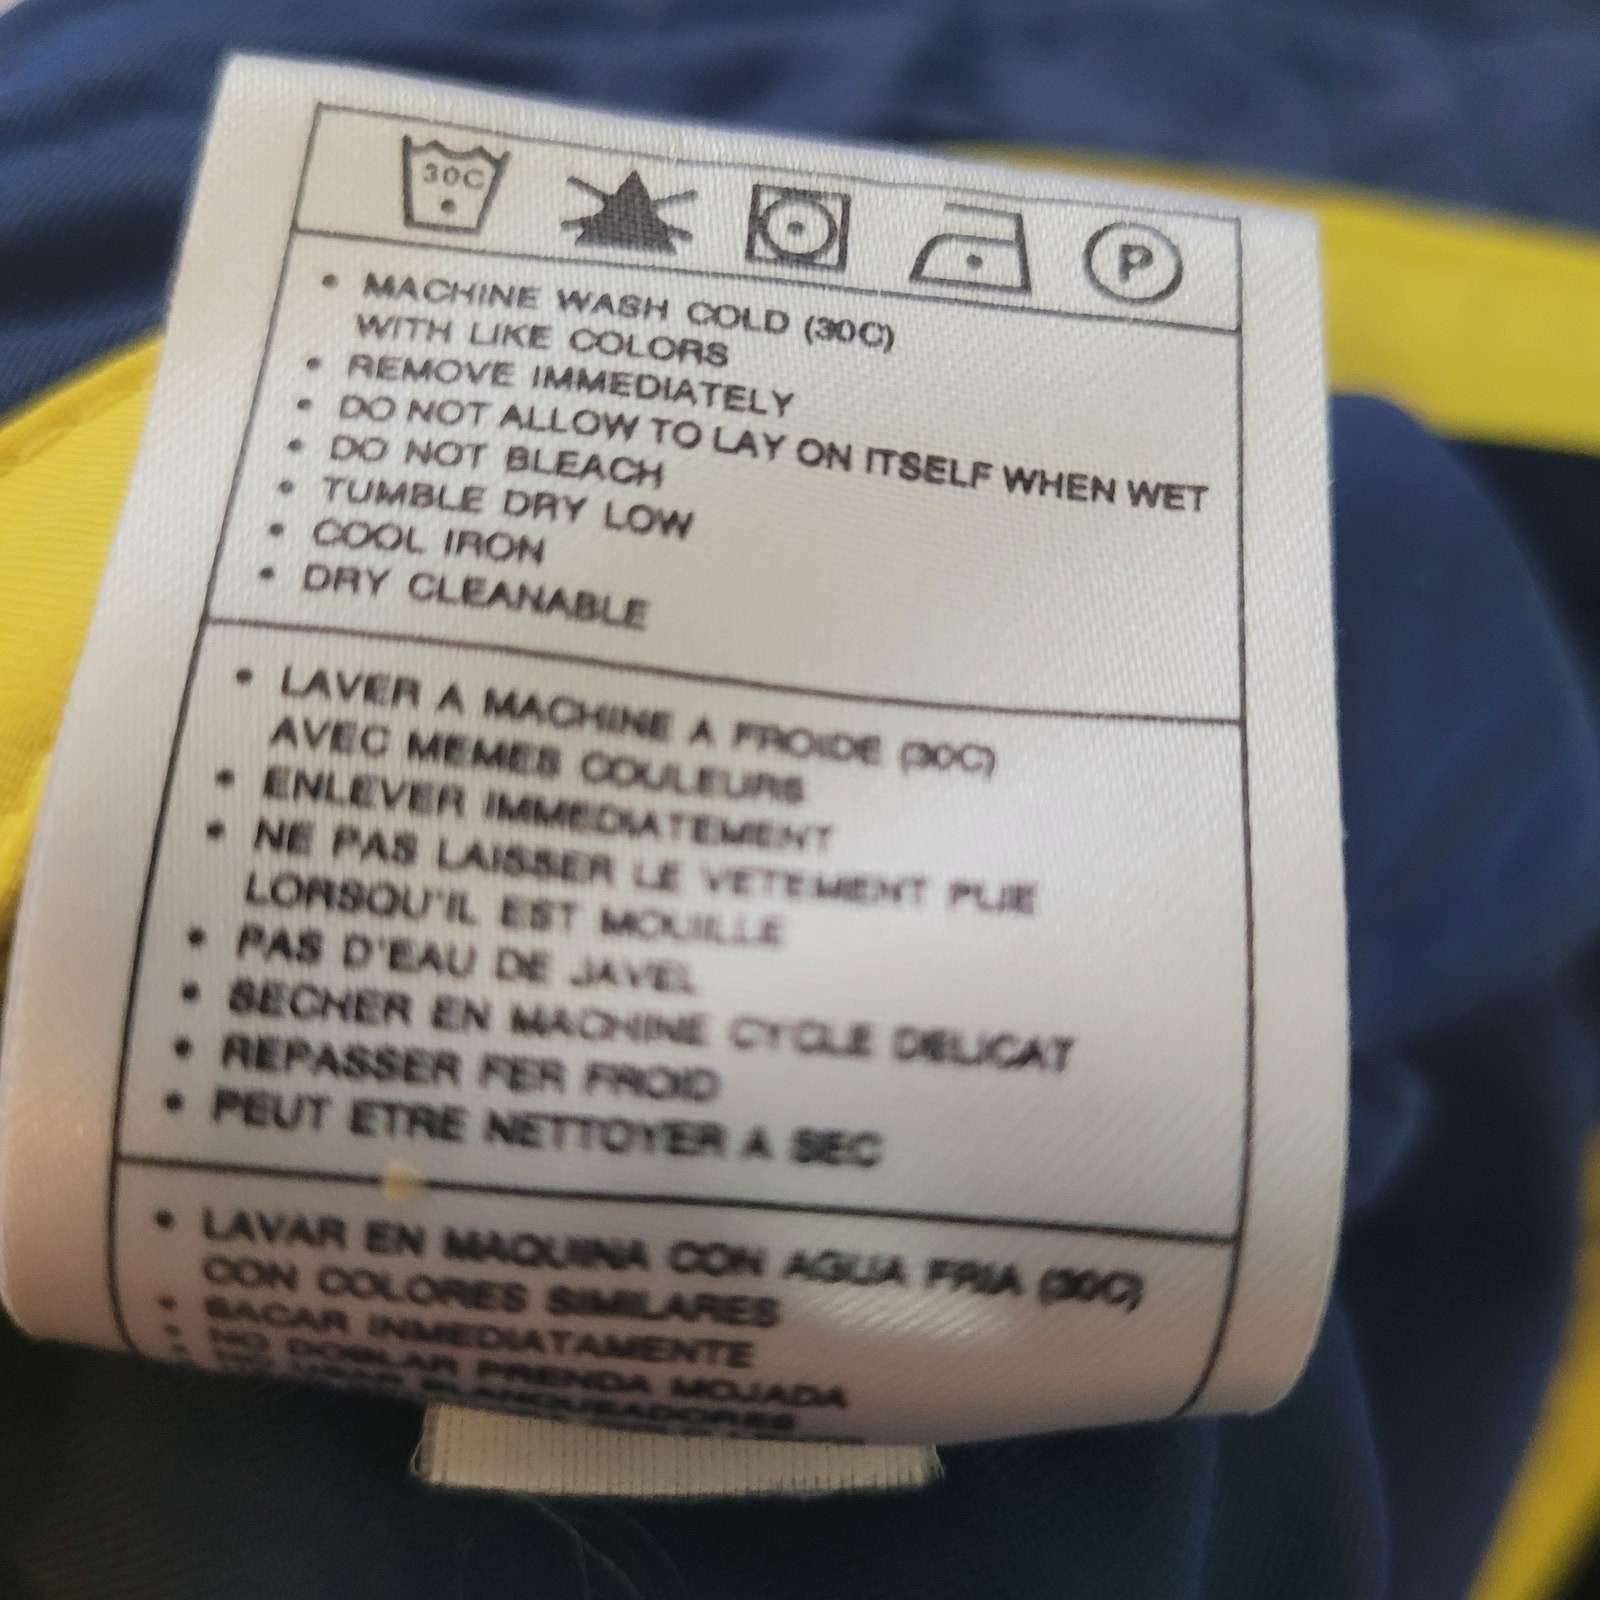 30C
P
• MACHINE WASH COLD (30C)
WITH LIKE COLORS
• REMOVE IMMEDIATELY
• DO NOT ALLOW TO LAY ON ITSELF WHEN WET
• DO NOT BLEACH
• TUMBLE DRY LOW
• COOL IRON
• DRY CLEANABLE
• LAVER A MACHINE A FROIDE (30C)
AVEC MEMES COULEURS
• ENLEVER IMMEDIATEMENT
• NE PAS LAISSER LE VETEMENT PLIE
LORSQU'IL EST MOUILLE
• PAS D'EAU DE JAVEL
• SECHER EN MACHINE CYCLE DELICAT
• REPASSER FER FROID
• PEUT ETRE NETTOYER A SEC
• LAVAR EN MAQUINA CON AGUA FRIA (30C)
CON COLORES SIMILARES
• SACAR INMEDIATAMENTE
• NO DOBLAR PRENDA MOJADA
• NO USAR BLANQUEADORES